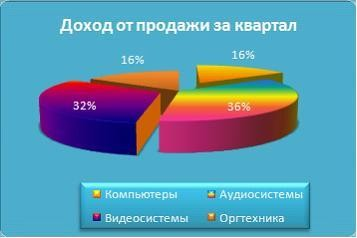 Доход от продажи за квартал
16%
16%
32%
36%
Компьютеры
Аудиосистемы
Видеосистемы
Оргтехника